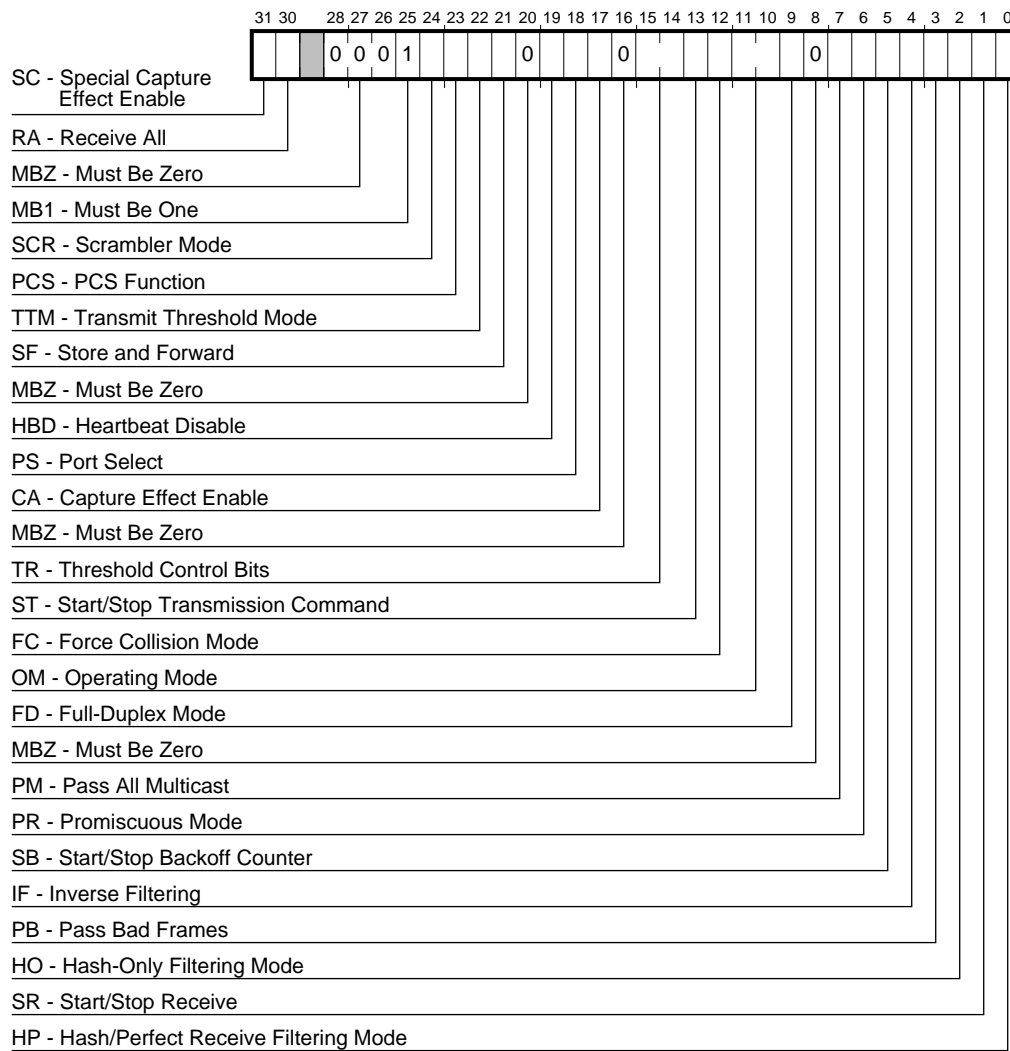 31 30 28 27 26 25 24 23 22 21 20 19 18 17 16 15 14 13 12 11 10 9 8 7 6 5 4 3 2 1 0
0 0 0 1 0 0 0
SC - Special Capture
Effect Enable
RA - Receive All
MBZ - Must Be Zero
MB1 - Must Be One
SCR - Scrambler Mode
PCS - PCS Function
TTM - Transmit Threshold Mode
SF - Store and Forward
MBZ - Must Be Zero
HBD - Heartbeat Disable
PS - Port Select
CA - Capture Effect Enable
MBZ - Must Be Zero
TR - Threshold Control Bits
ST - Start/Stop Transmission Command
FC - Force Collision Mode
OM - Operating Mode
FD - Full-Duplex Mode
MBZ - Must Be Zero
PM - Pass All Multicast
PR - Promiscuous Mode
SB - Start/Stop Backoff Counter
IF - Inverse Filtering
PB - Pass Bad Frames
HO - Hash-Only Filtering Mode
SR - Start/Stop Receive
HP - Hash/Perfect Receive Filtering Mode